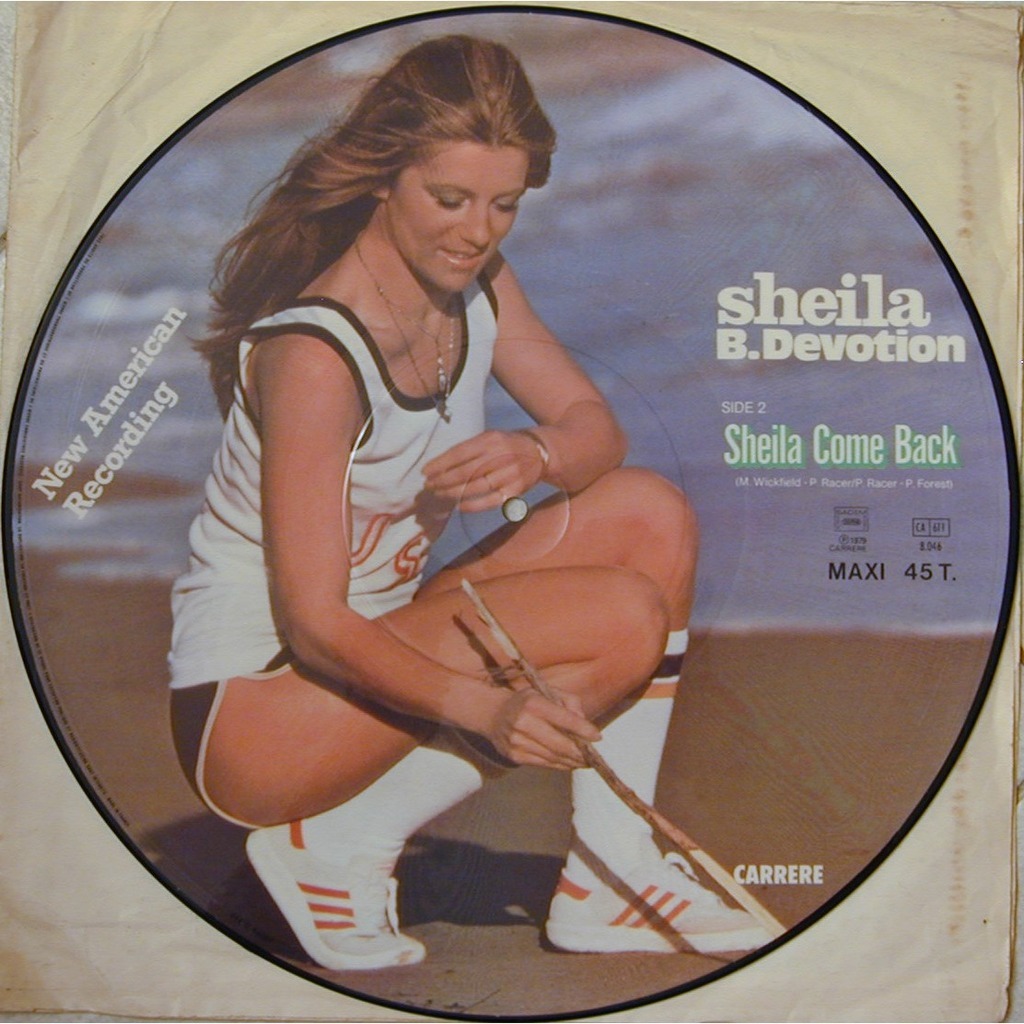 New American
Recording
sheila
B.Devotion
SIDE 2
Sheila Come Back
(M. Wickfield - P. Racer/P. Racer - P. Forest)
SACEM
CA 611
8.046
℗ 1979
CARRERE
MAXI 45 T.
CARRERE